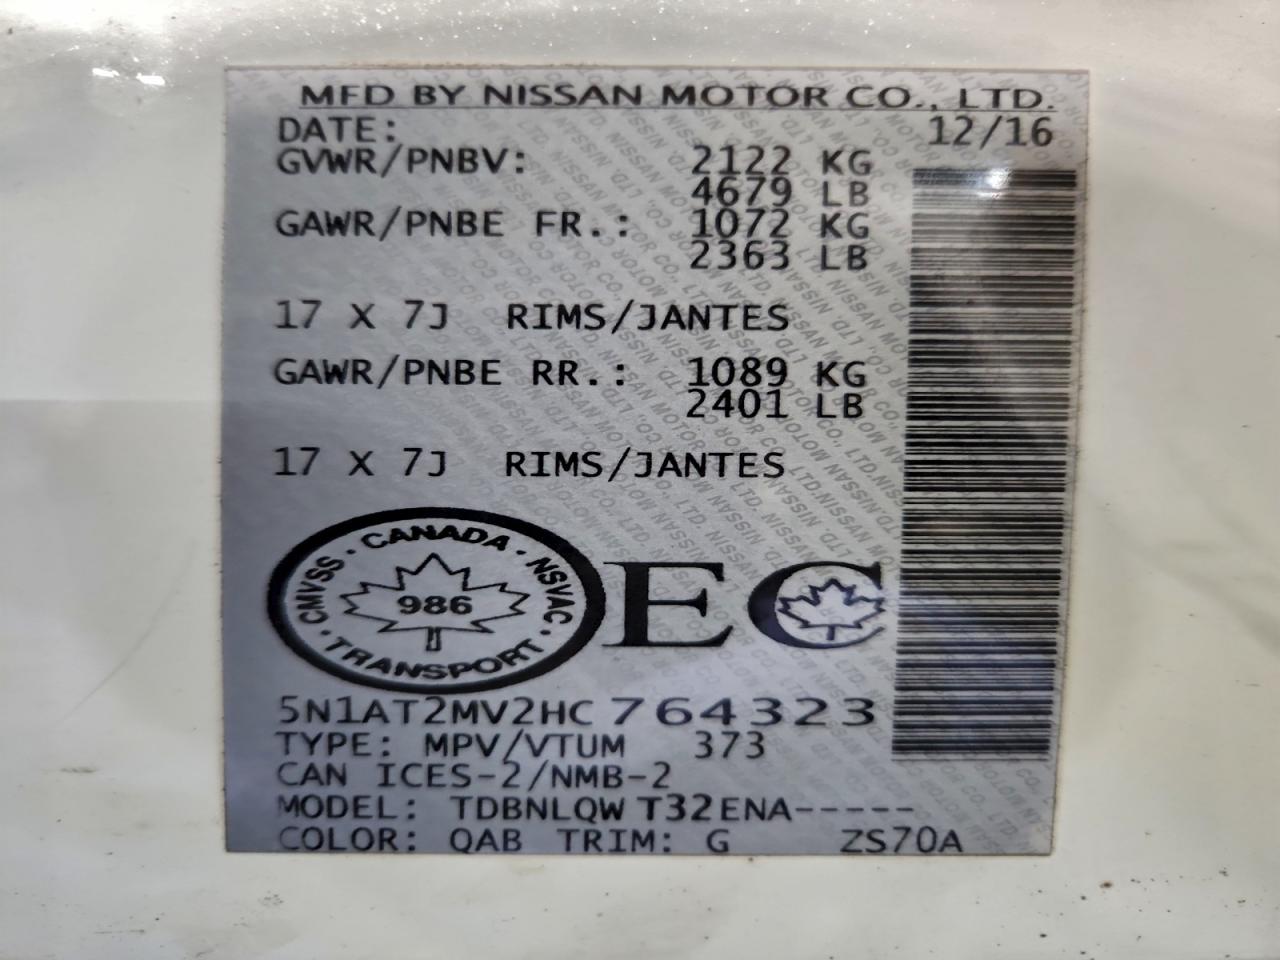 MFD BY NISSAN MOTOR CO., LTD.
DATE: 12/16
GVWR/PNBV: 2122 KG
4679 LB
GAWR/PNBE FR.: 1072 KG
2363 LB
17 X 7J RIMS/JANTES
GAWR/PNBE RR.: 1089 KG
2401 LB
17 X 7J RIMS/JANTES
CANADA · NSVAC · TRANSPORT · CMVSS ·
986
EC
5N1AT2MV2HC764323
TYPE: MPV/VTUM 373
CAN ICES-2/NMB-2
MODEL: TDBNLQW T32ENA-----
COLOR: QAB TRIM: G ZS70A